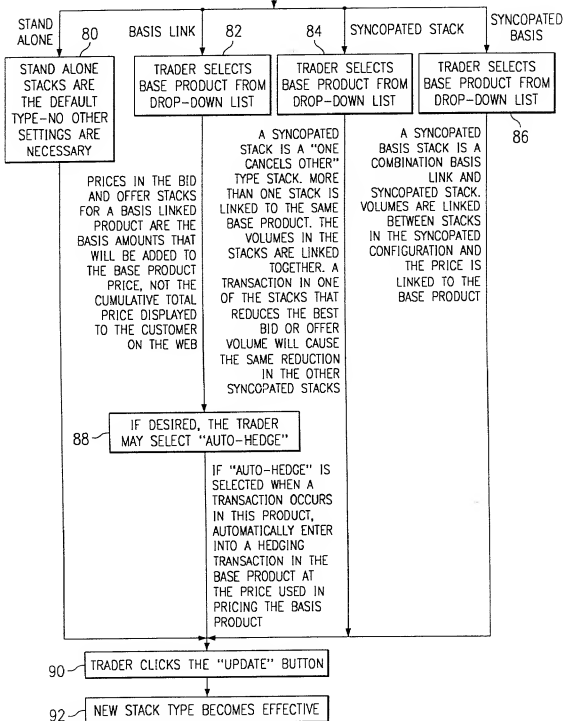 STAND
ALONE
80
BASIS LINK
82
84
SYNCOPATED STACK
SYNCOPATED
BASIS
STAND ALONE
STACKS ARE
THE DEFAULT
TYPE-NO OTHER
SETTINGS ARE
NECESSARY
TRADER SELECTS
BASE PRODUCT FROM
DROP-DOWN LIST
TRADER SELECTS
BASE PRODUCT FROM
DROP-DOWN LIST
TRADER SELECTS
BASE PRODUCT FROM
DROP-DOWN LIST
86
PRICES IN THE BID
AND OFFER STACKS
FOR A BASIS LINKED
PRODUCT ARE THE
BASIS AMOUNTS THAT
WILL BE ADDED TO
THE BASE PRODUCT
PRICE, NOT THE
CUMULATIVE TOTAL
PRICE DISPLAYED
TO THE CUSTOMER
ON THE WEB
A SYNCOPATED
STACK IS A "ONE
CANCELS OTHER"
TYPE STACK. MORE
THAN ONE STACK IS
LINKED TO THE SAME
BASE PRODUCT. THE
VOLUMES IN THE
STACKS ARE LINKED
TOGETHER. A
TRANSACTION IN ONE
OF THE STACKS THAT
REDUCES THE BEST
BID OR OFFER
VOLUME WILL CAUSE
THE SAME REDUCTION
IN THE OTHER
SYNCOPATED STACKS
A SYNCOPATED
BASIS STACK IS A
COMBINATION BASIS
LINK AND
SYNCOPATED STACK.
VOLUMES ARE LINKED
BETWEEN STACKS
IN THE SYNCOPATED
CONFIGURATION AND
THE PRICE IS
LINKED TO THE
BASE PRODUCT
88
IF DESIRED, THE TRADER
MAY SELECT "AUTO-HEDGE"
IF "AUTO-HEDGE" IS
SELECTED WHEN A
TRANSACTION OCCURS
IN THIS PRODUCT,
AUTOMATICALLY ENTER
INTO A HEDGING
TRANSACTION IN THE
BASE PRODUCT AT
THE PRICE USED IN
PRICING THE BASIS
PRODUCT
90
TRADER CLICKS THE "UPDATE" BUTTON
92
NEW STACK TYPE BECOMES EFFECTIVE